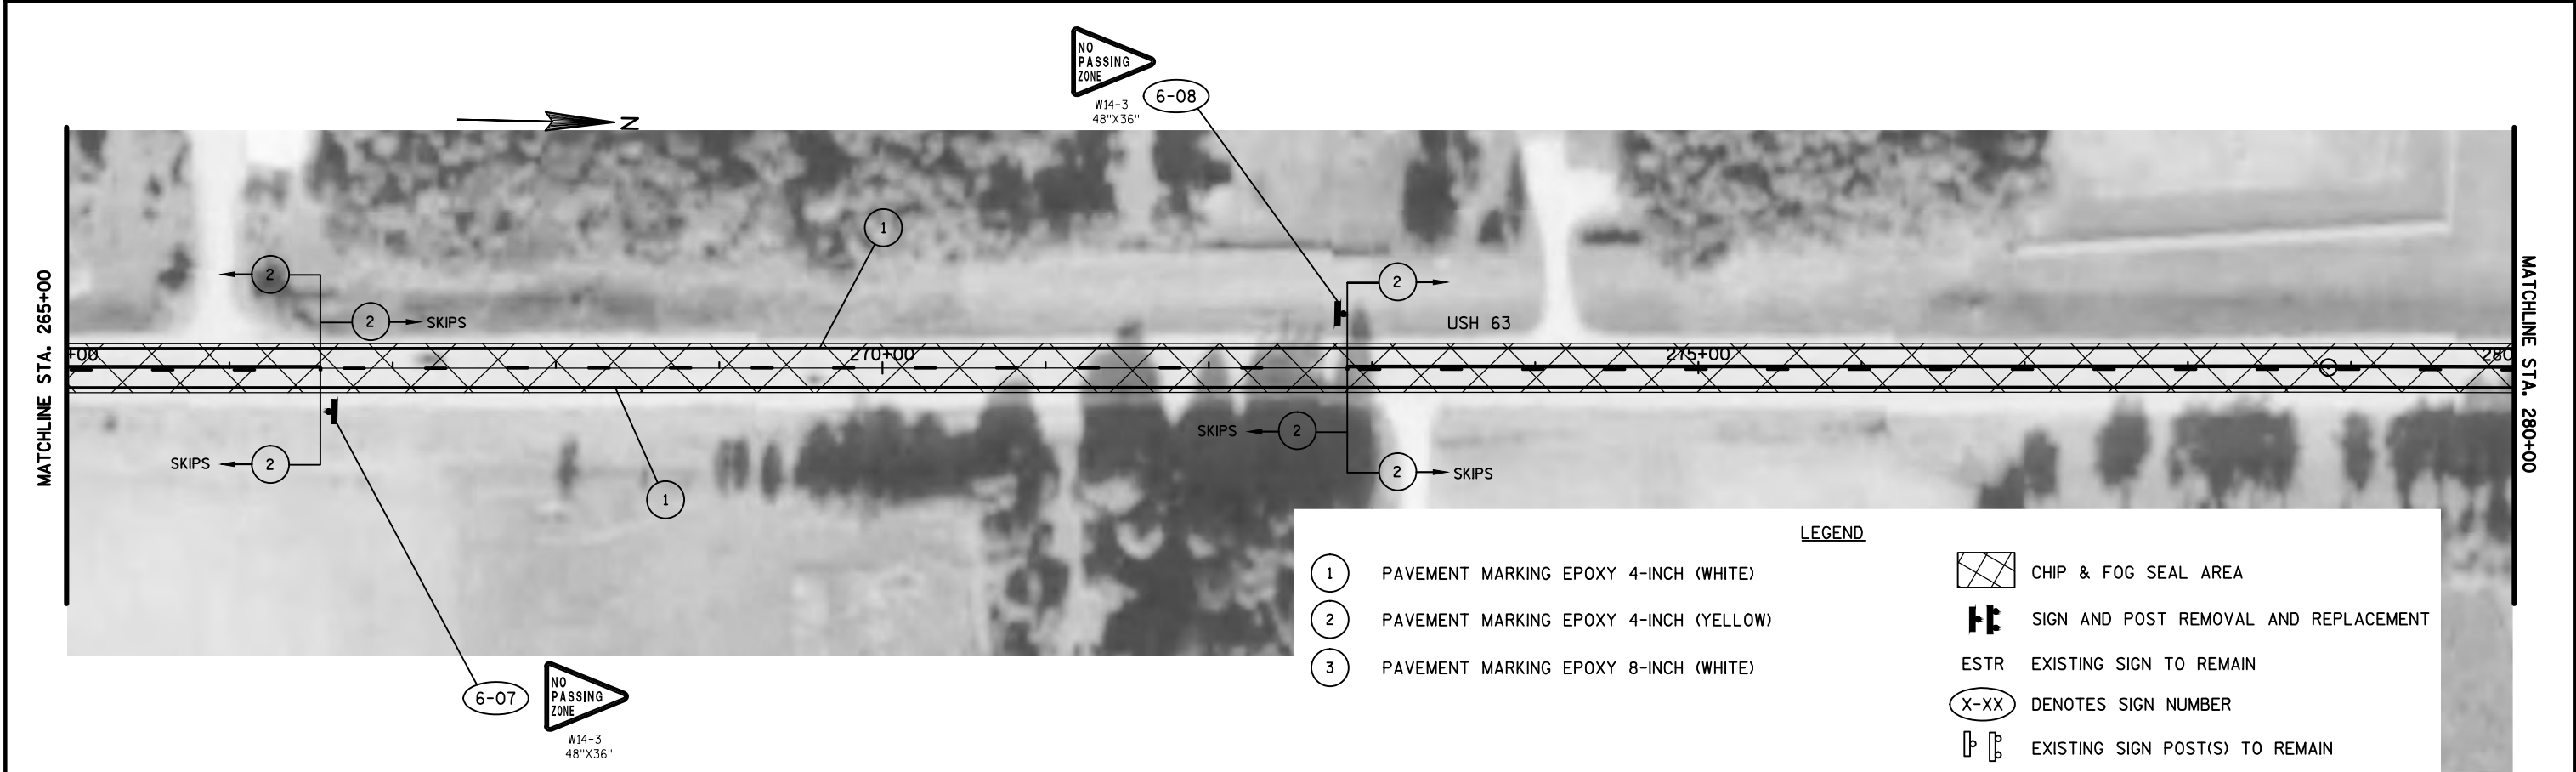 NO
PASSING
ZONE
W14-3
48"X36"
6-08
N
MATCHLINE STA. 265+00
1
2
2 SKIPS
2
USH 63
+00
270+00
275+00
280
MATCHLINE STA. 280+00
SKIPS 2
SKIPS 2
2 SKIPS
1
6-07
NO
PASSING
ZONE
W14-3
48"X36"
LEGEND
1 PAVEMENT MARKING EPOXY 4-INCH (WHITE)
2 PAVEMENT MARKING EPOXY 4-INCH (YELLOW)
3 PAVEMENT MARKING EPOXY 8-INCH (WHITE)
CHIP & FOG SEAL AREA
SIGN AND POST REMOVAL AND REPLACEMENT
ESTR EXISTING SIGN TO REMAIN
X-XX DENOTES SIGN NUMBER
EXISTING SIGN POST(S) TO REMAIN